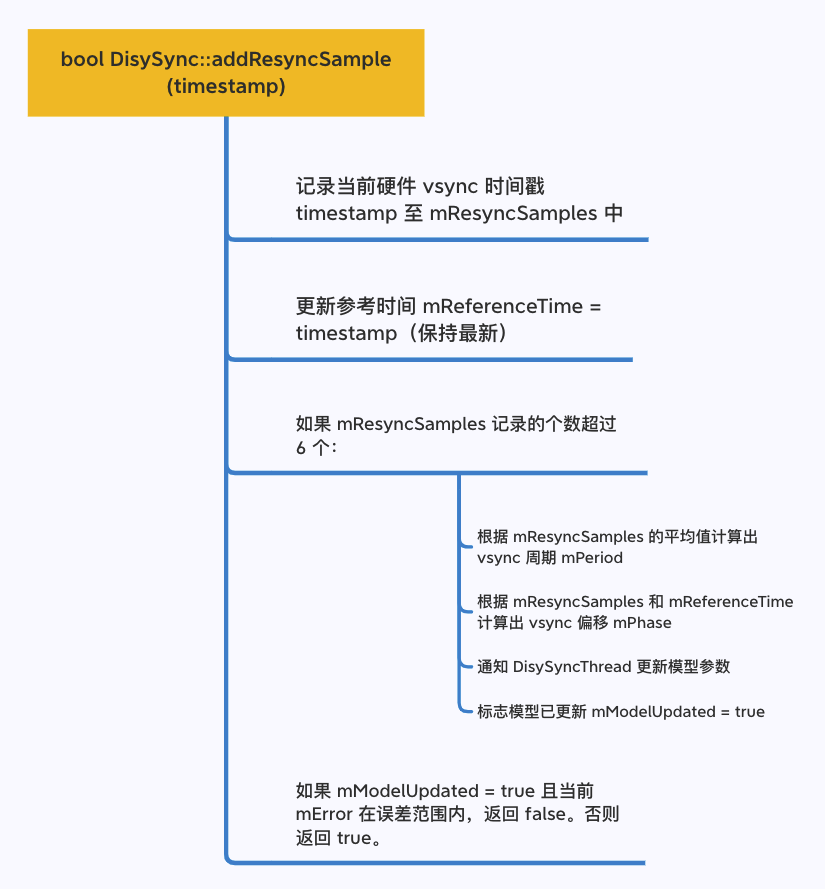 bool DisySync::addResyncSample
(timestamp)
记录当前硬件 vsync 时间戳
timestamp 至 mResyncSamples 中
更新参考时间 mReferenceTime =
timestamp（保持最新）
如果 mResyncSamples 记录的个数超过
6 个：
根据 mResyncSamples 的平均值计算出
vsync 周期 mPeriod
根据 mResyncSamples 和 mReferenceTime
计算出 vsync 偏移 mPhase
通知 DisySyncThread 更新模型参数
标志模型已更新 mModelUpdated = true
如果 mModelUpdated = true 且当前
mError 在误差范围内，返回 false。否则
返回 true。